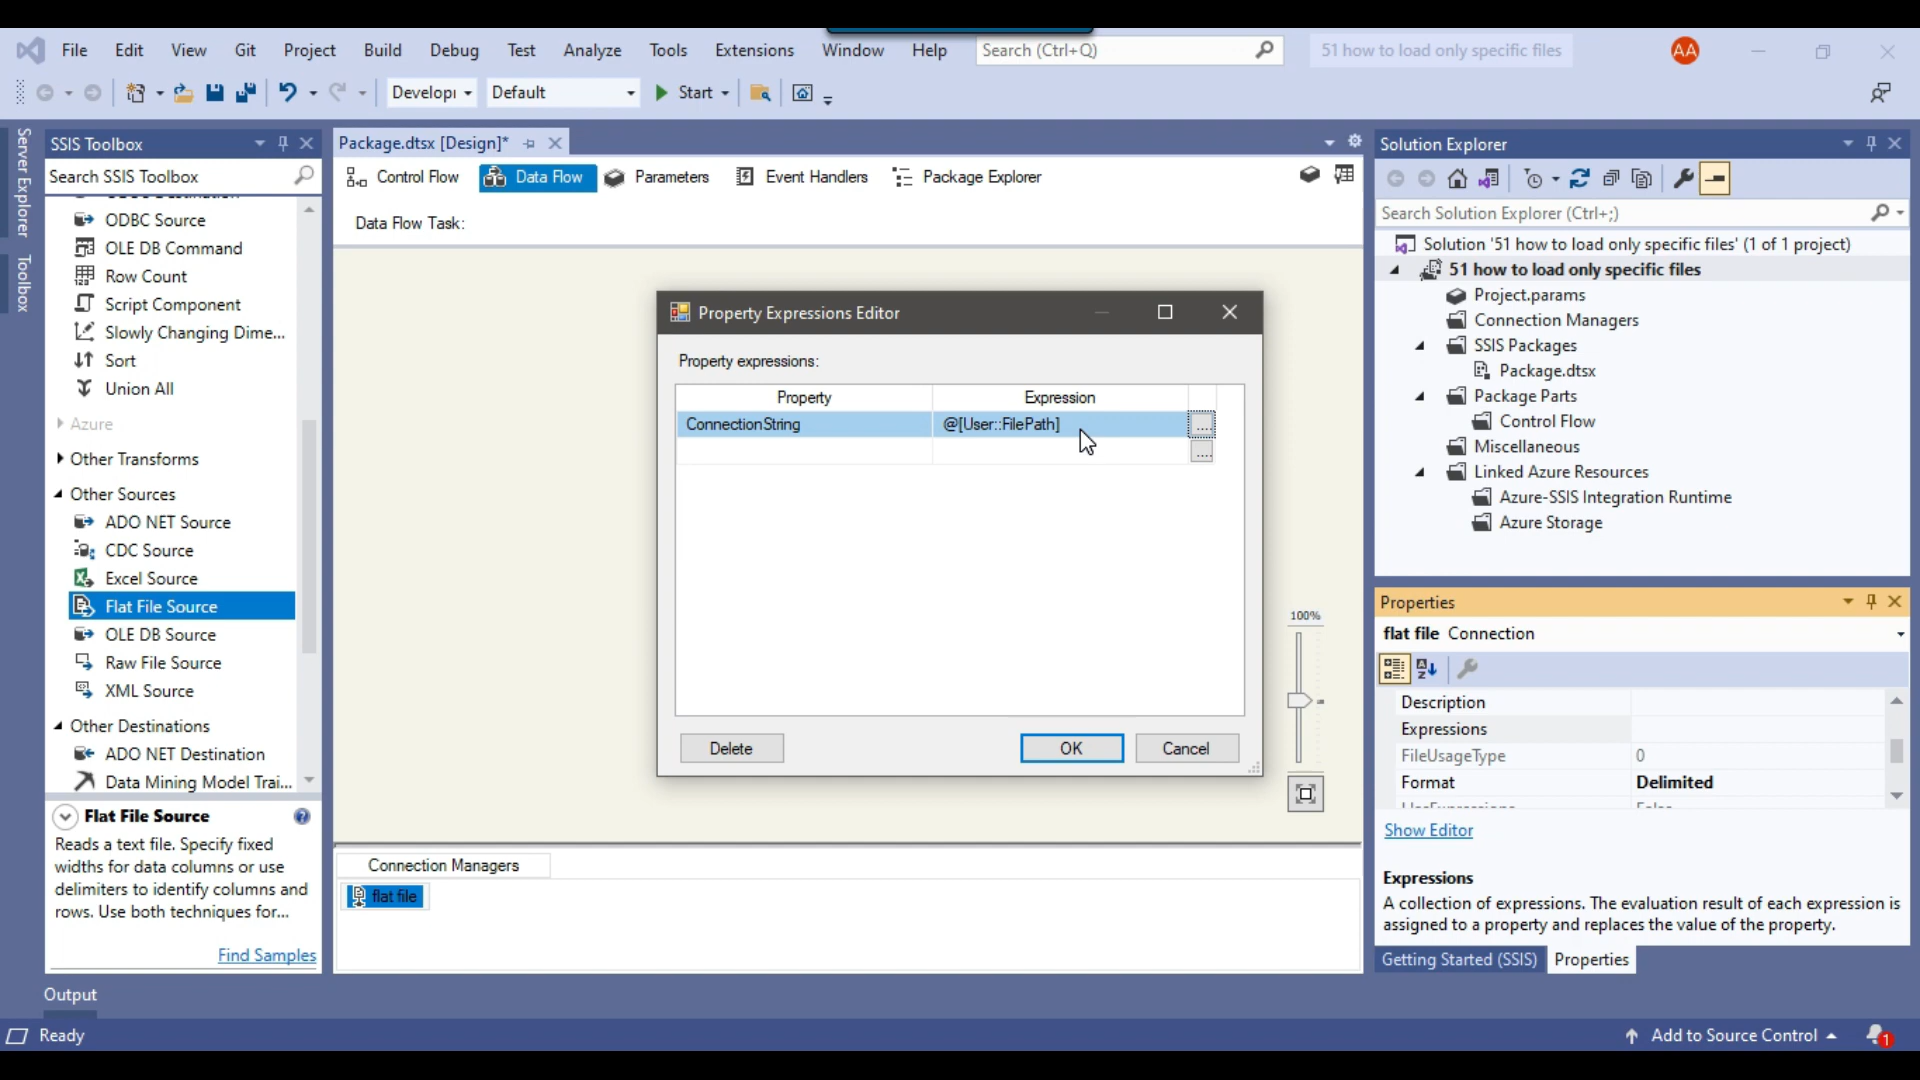 File Edit View Git Project Build Debug Test Analyze Tools Extensions Window Help Search (Ctrl+Q) 51 how to load only specific files AA
Developi Default Start
Server Explorer
Toolbox
SSIS Toolbox
Search SSIS Toolbox
ODBC Source
OLE DB Command
Row Count
Script Component
Slowly Changing Dime...
Sort
Union All
Azure
Other Transforms
Other Sources
ADO NET Source
CDC Source
Excel Source
Flat File Source
OLE DB Source
Raw File Source
XML Source
Other Destinations
ADO NET Destination
Data Mining Model Trai...
Flat File Source
Reads a text file. Specify fixed
widths for data columns or use
delimiters to identify columns and
rows. Use both techniques for...
Find Samples
Package.dtsx [Design]*
Control Flow Data Flow Parameters Event Handlers Package Explorer
Data Flow Task:
Property Expressions Editor
Property expressions:
Property Expression
ConnectionString @[User::FilePath] ...
...
Delete OK Cancel
100%
Connection Managers
flat file
Solution Explorer
Search Solution Explorer (Ctrl+;)
Solution '51 how to load only specific files' (1 of 1 project)
51 how to load only specific files
Project.params
Connection Managers
SSIS Packages
Package.dtsx
Package Parts
Control Flow
Miscellaneous
Linked Azure Resources
Azure-SSIS Integration Runtime
Azure Storage
Properties
flat file Connection
Description
Expressions
FileUsageType 0
Format Delimited
Show Editor
Expressions
A collection of expressions. The evaluation result of each expression is
assigned to a property and replaces the value of the property.
Getting Started (SSIS) Properties
Output
Ready Add to Source Control 1